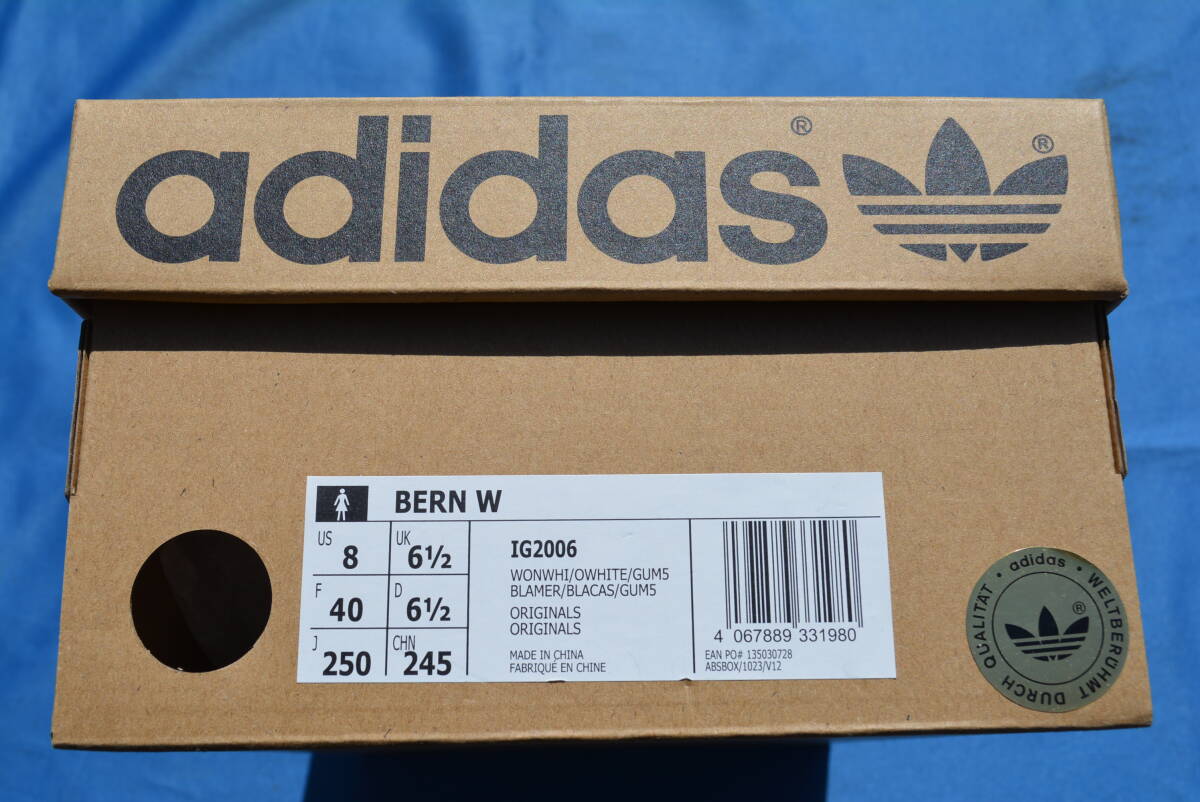 adidas®
®
BERN W
US 8 UK 6½
F 40 D 6½
J 250 CHN 245
IG2006
WONWHI/OWHITE/GUM5
BLAMER/BLACAS/GUM5
ORIGINALS
ORIGINALS
MADE IN CHINA
FABRIQUÉ EN CHINE
4 067889 331980
EAN PO# 135030728
ABSBOX/1023/V12
· adidas · WELTBERÜHMT DURCH QUALITÄT
®